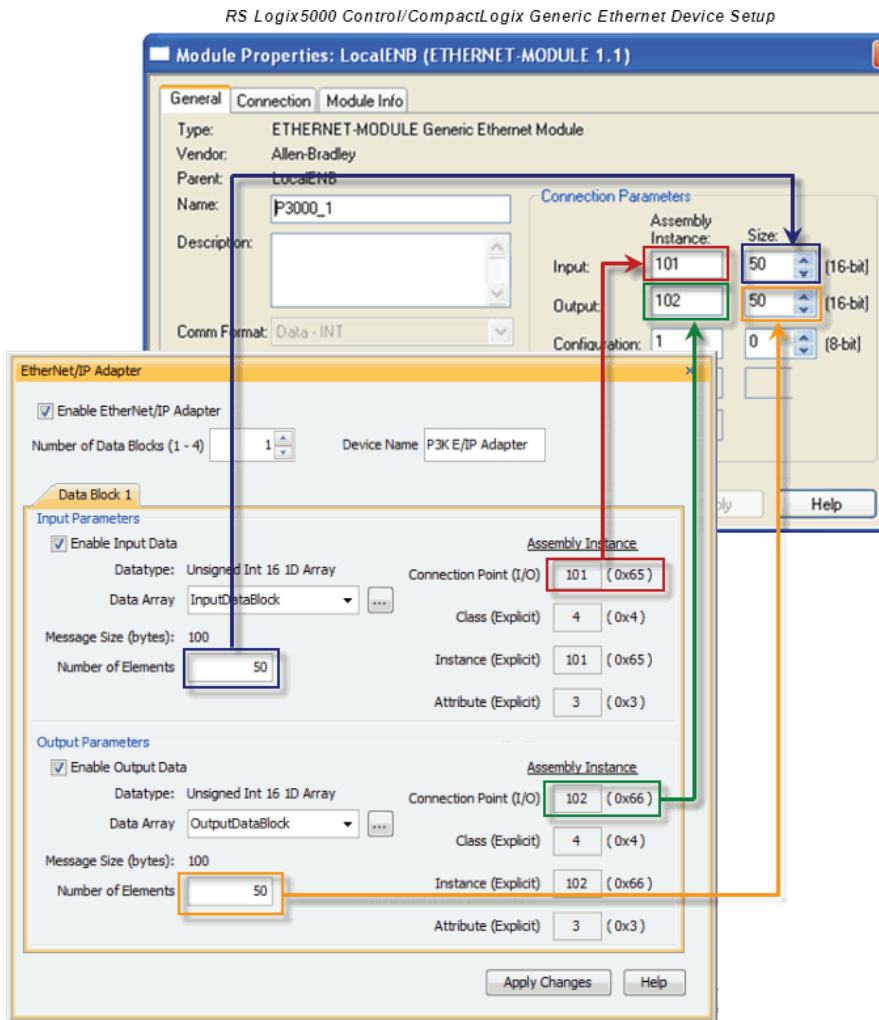 RS Logix5000 Control/CompactLogix Generic Ethernet Device Setup
Module Properties: LocalENB (ETHERNET-MODULE 1.1)
General Connection Module Info
Type: ETHERNET-MODULE Generic Ethernet Module
Vendor: Allen-Bradley
Parent: LocalENB
Name: P3000_1
Description:
Comm Format: Data - INT
Connection Parameters
Assembly
Instance: Size:
Input: 101 50 (16-bit)
Output: 102 50 (16-bit)
Configuration: 1 0 (8-bit)
Help
EtherNet/IP Adapter
Enable EtherNet/IP Adapter
Number of Data Blocks (1 - 4) 1 Device Name P3K E/IP Adapter
Data Block 1
Input Parameters
Enable Input Data Assembly Instance
Datatype: Unsigned Int 16 1D Array Connection Point (I/O) 101 (0x65)
Data Array InputDataBlock ... Class (Explicit) 4 (0x4)
Message Size (bytes): 100
Number of Elements 50 Instance (Explicit) 101 (0x65)
Attribute (Explicit) 3 (0x3)
Output Parameters
Enable Output Data Assembly Instance
Datatype: Unsigned Int 16 1D Array Connection Point (I/O) 102 (0x66)
Data Array OutputDataBlock ... Class (Explicit) 4 (0x4)
Message Size (bytes): 100
Number of Elements 50 Instance (Explicit) 102 (0x66)
Attribute (Explicit) 3 (0x3)
Apply Changes Help